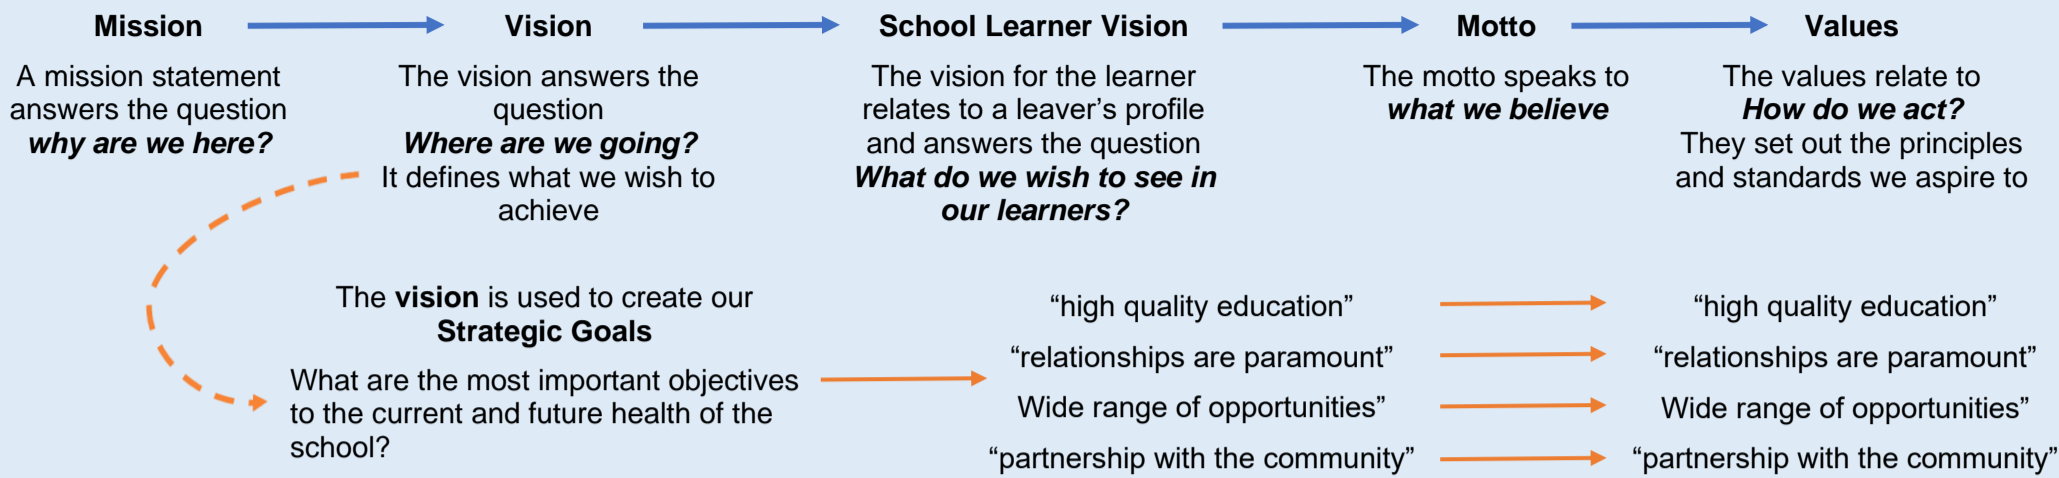 Mission
A mission statement
answers the question
why are we here?
Vision
The vision answers the
question
Where are we going?
It defines what we wish to
achieve
School Learner Vision
The vision for the learner
relates to a leaver’s profile
and answers the question
What do we wish to see in
our learners?
Motto
The motto speaks to
what we believe
Values
The values relate to
How do we act?
They set out the principles
and standards we aspire to
The vision is used to create our
Strategic Goals
What are the most important objectives
to the current and future health of the
school?
“high quality education”
“relationships are paramount”
Wide range of opportunities”
“partnership with the community”
“high quality education”
“relationships are paramount”
Wide range of opportunities”
“partnership with the community”